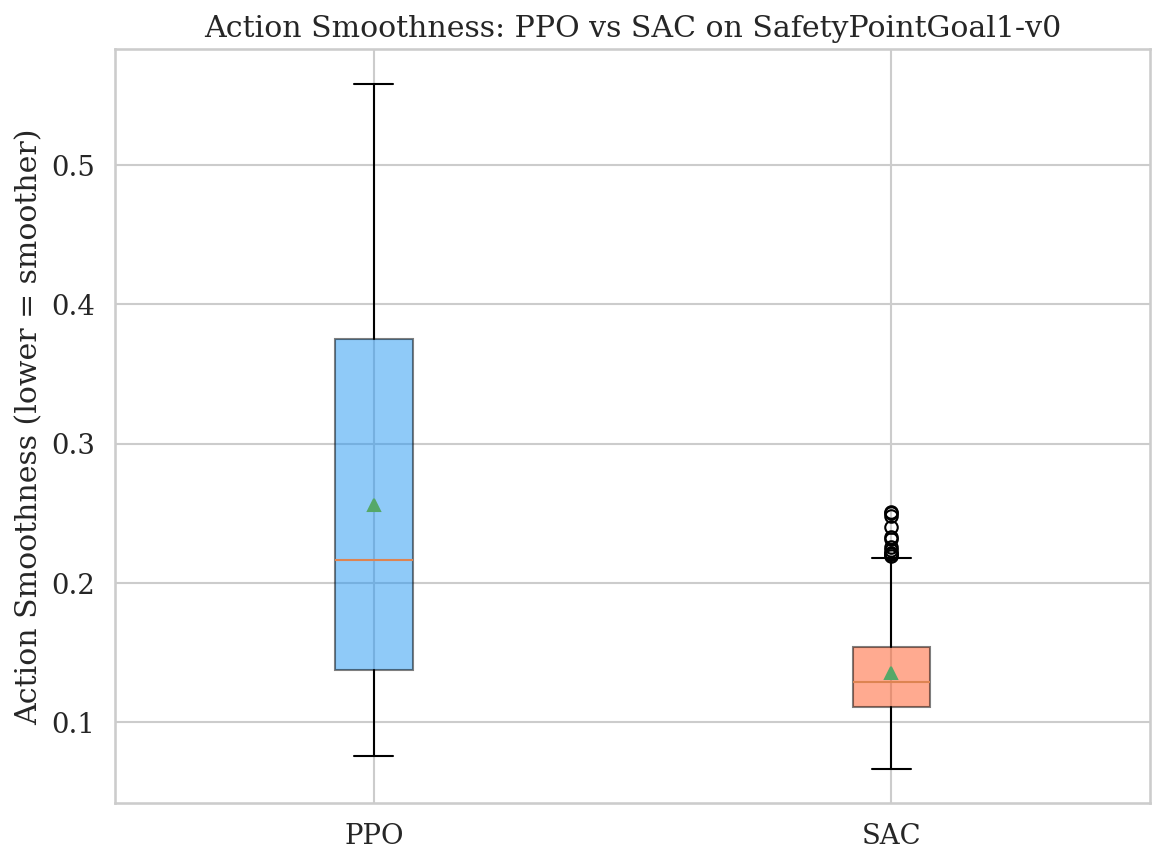 Action Smoothness: PPO vs SAC on SafetyPointGoal1-v0
Action Smoothness (lower = smoother)
0.5
0.4
0.3
0.2
0.1
PPO
SAC